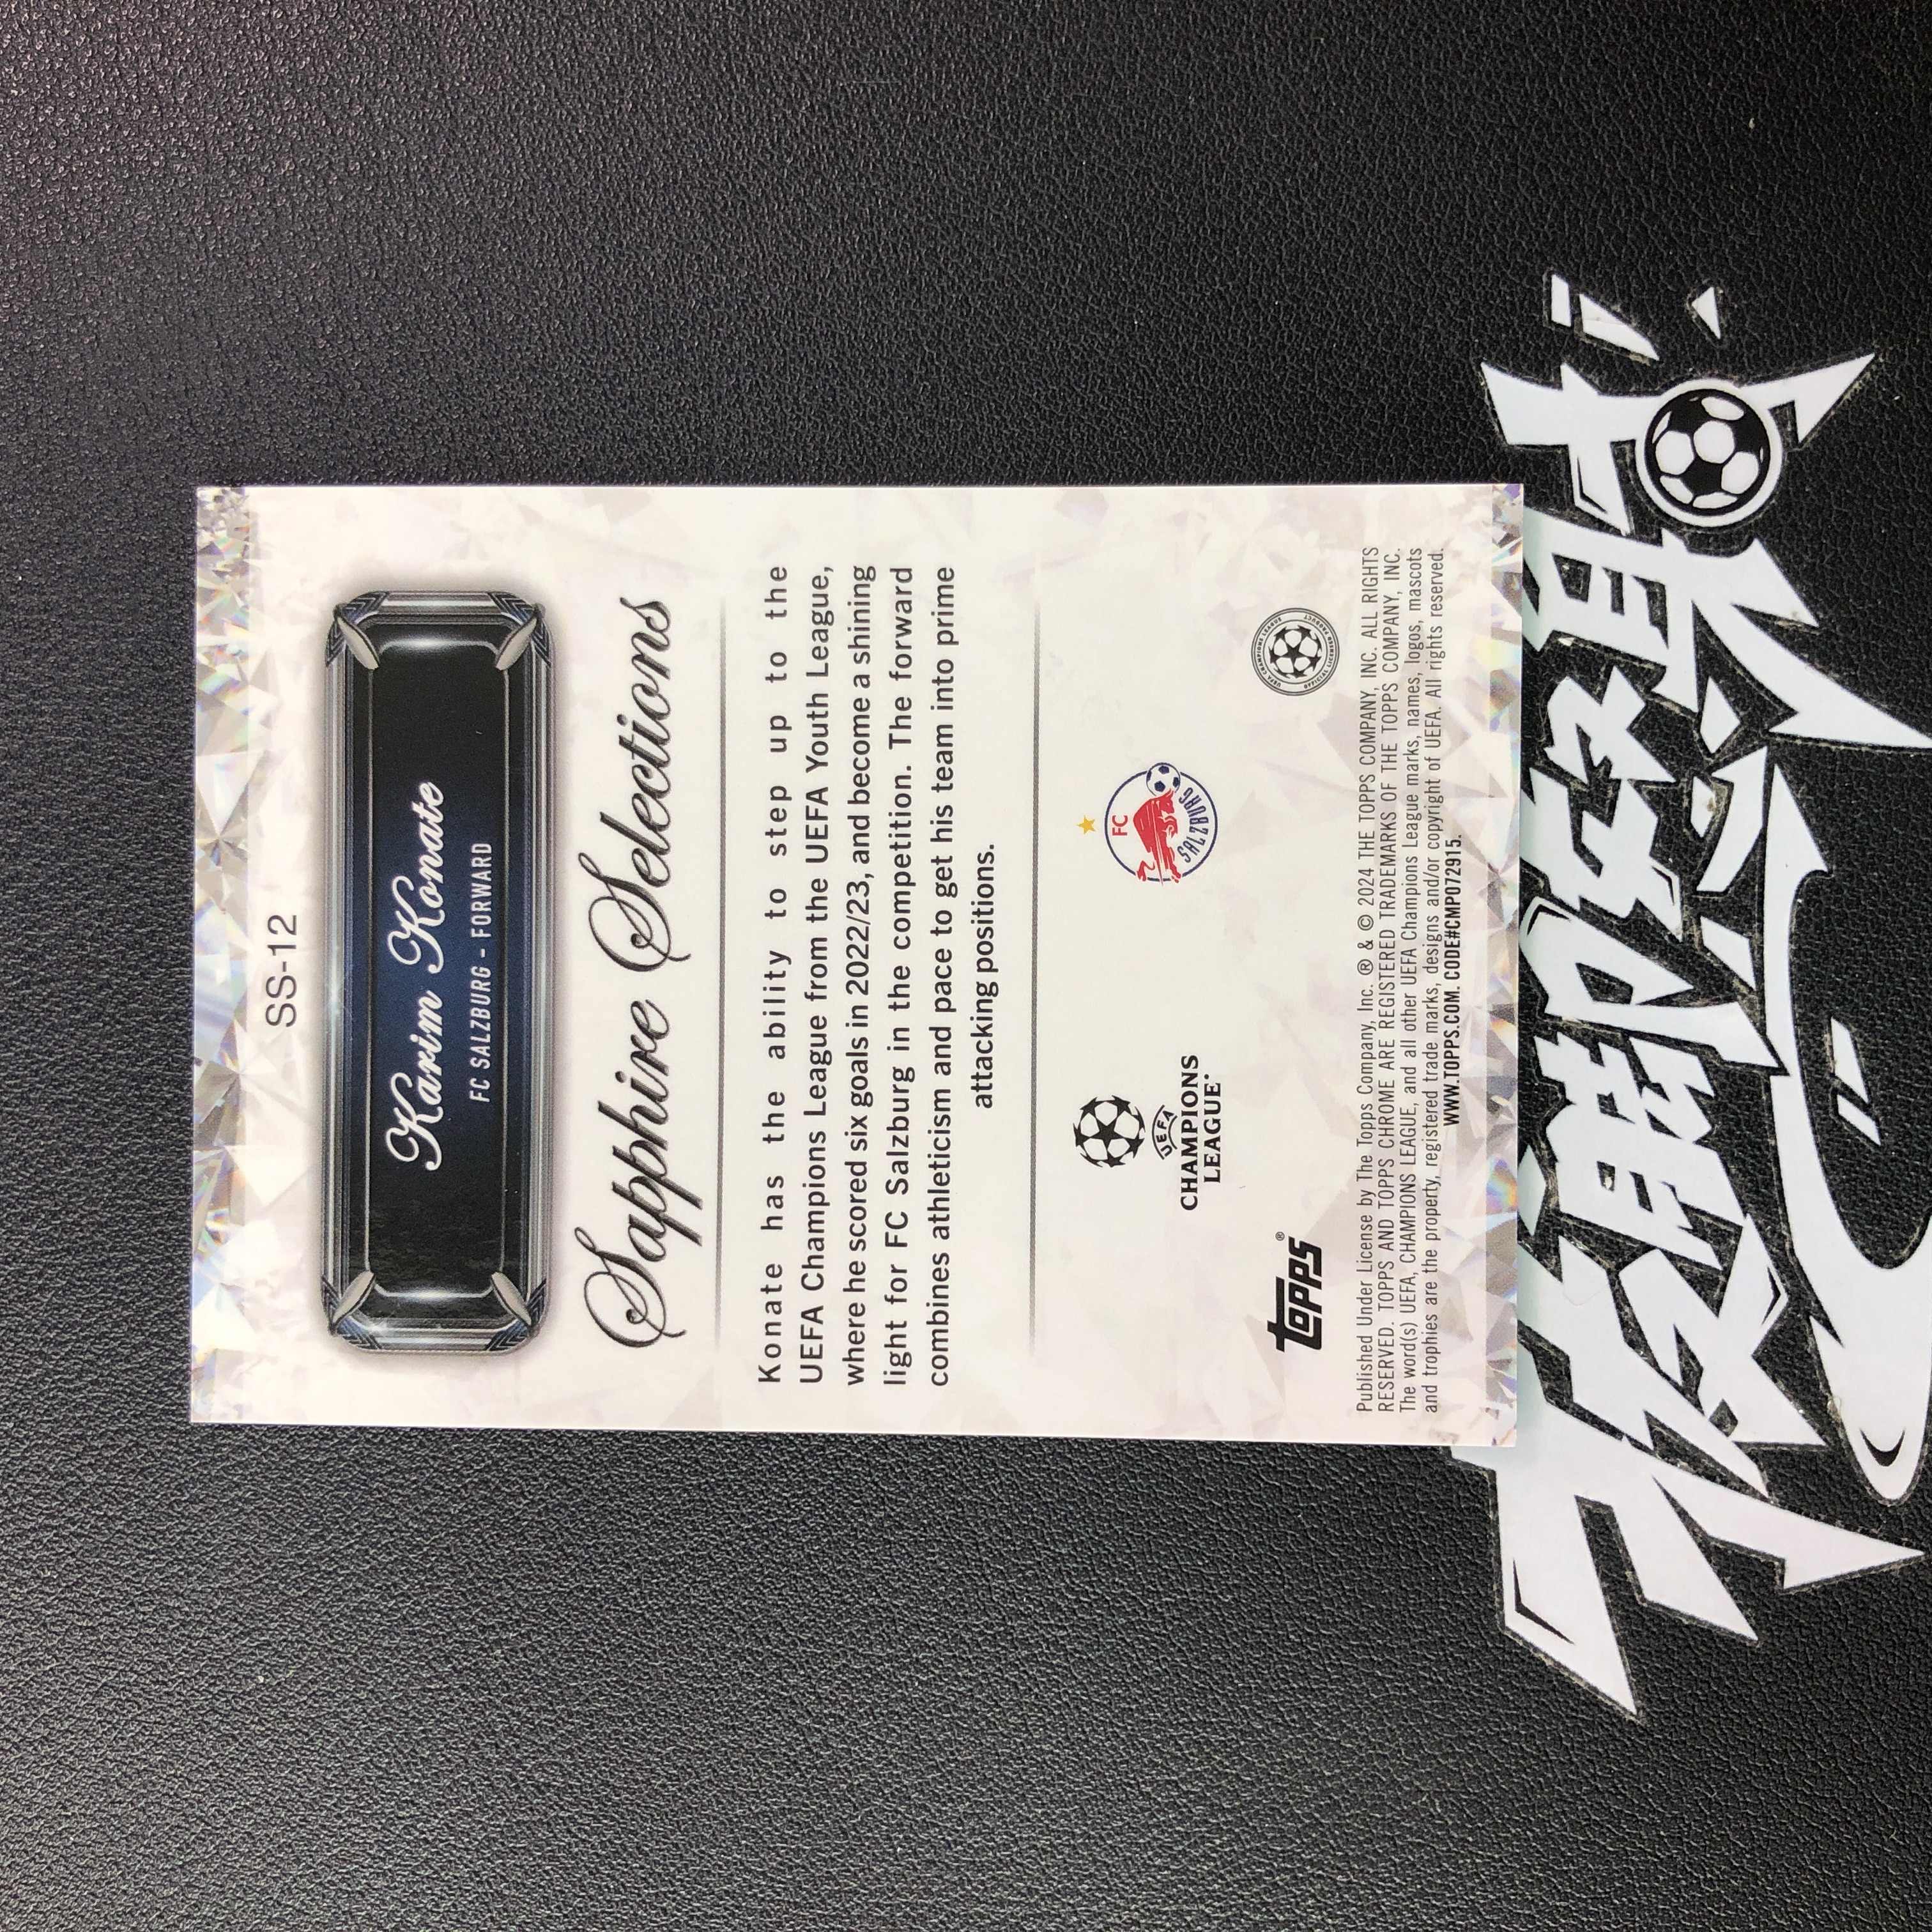 SS-12
Karim Konate
FC SALZBURG - FORWARD
Sapphire Selections
Konate has the ability to step up to the
UEFA Champions League from the UEFA Youth League,
where he scored six goals in 2022/23, and become a shining
light for FC Salzburg in the competition. The forward
combines athleticism and pace to get his team into prime
attacking positions.
UEFA
CHAMPIONS
LEAGUE
FC
SALZBURG
topps®
Published Under License by The Topps Company, Inc. ® & © 2024 THE TOPPS COMPANY, INC. ALL RIGHTS
RESERVED. TOPPS AND TOPPS CHROME ARE REGISTERED TRADEMARKS OF THE TOPPS COMPANY, INC.
The word(s) UEFA, CHAMPIONS LEAGUE, and all other UEFA Champions League marks, names, logos, mascots
and trophies are the property, registered trade marks, designs and/or copyright of UEFA. All rights reserved.
WWW.TOPPS.COM. CODE#CMP072915.